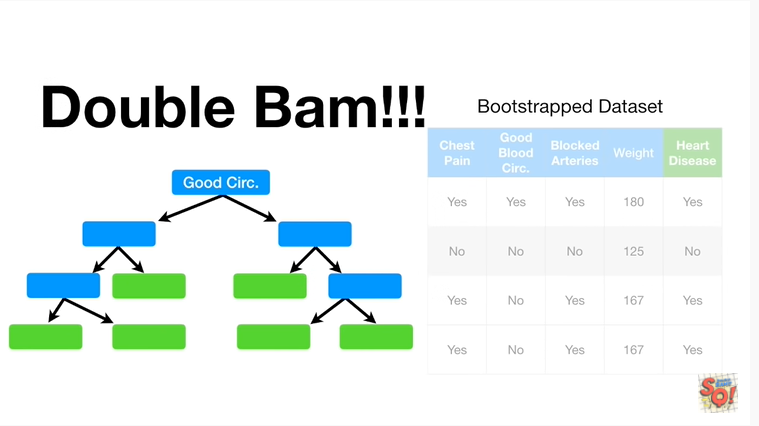 Double Bam!!!
Bootstrapped Dataset
Chest Pain | Good Blood Circ. | Blocked Arteries | Weight | Heart Disease
Yes | Yes | Yes | 180 | Yes
No | No | No | 125 | No
Yes | No | Yes | 167 | Yes
Yes | No | Yes | 167 | Yes
Good Circ.
SQ!